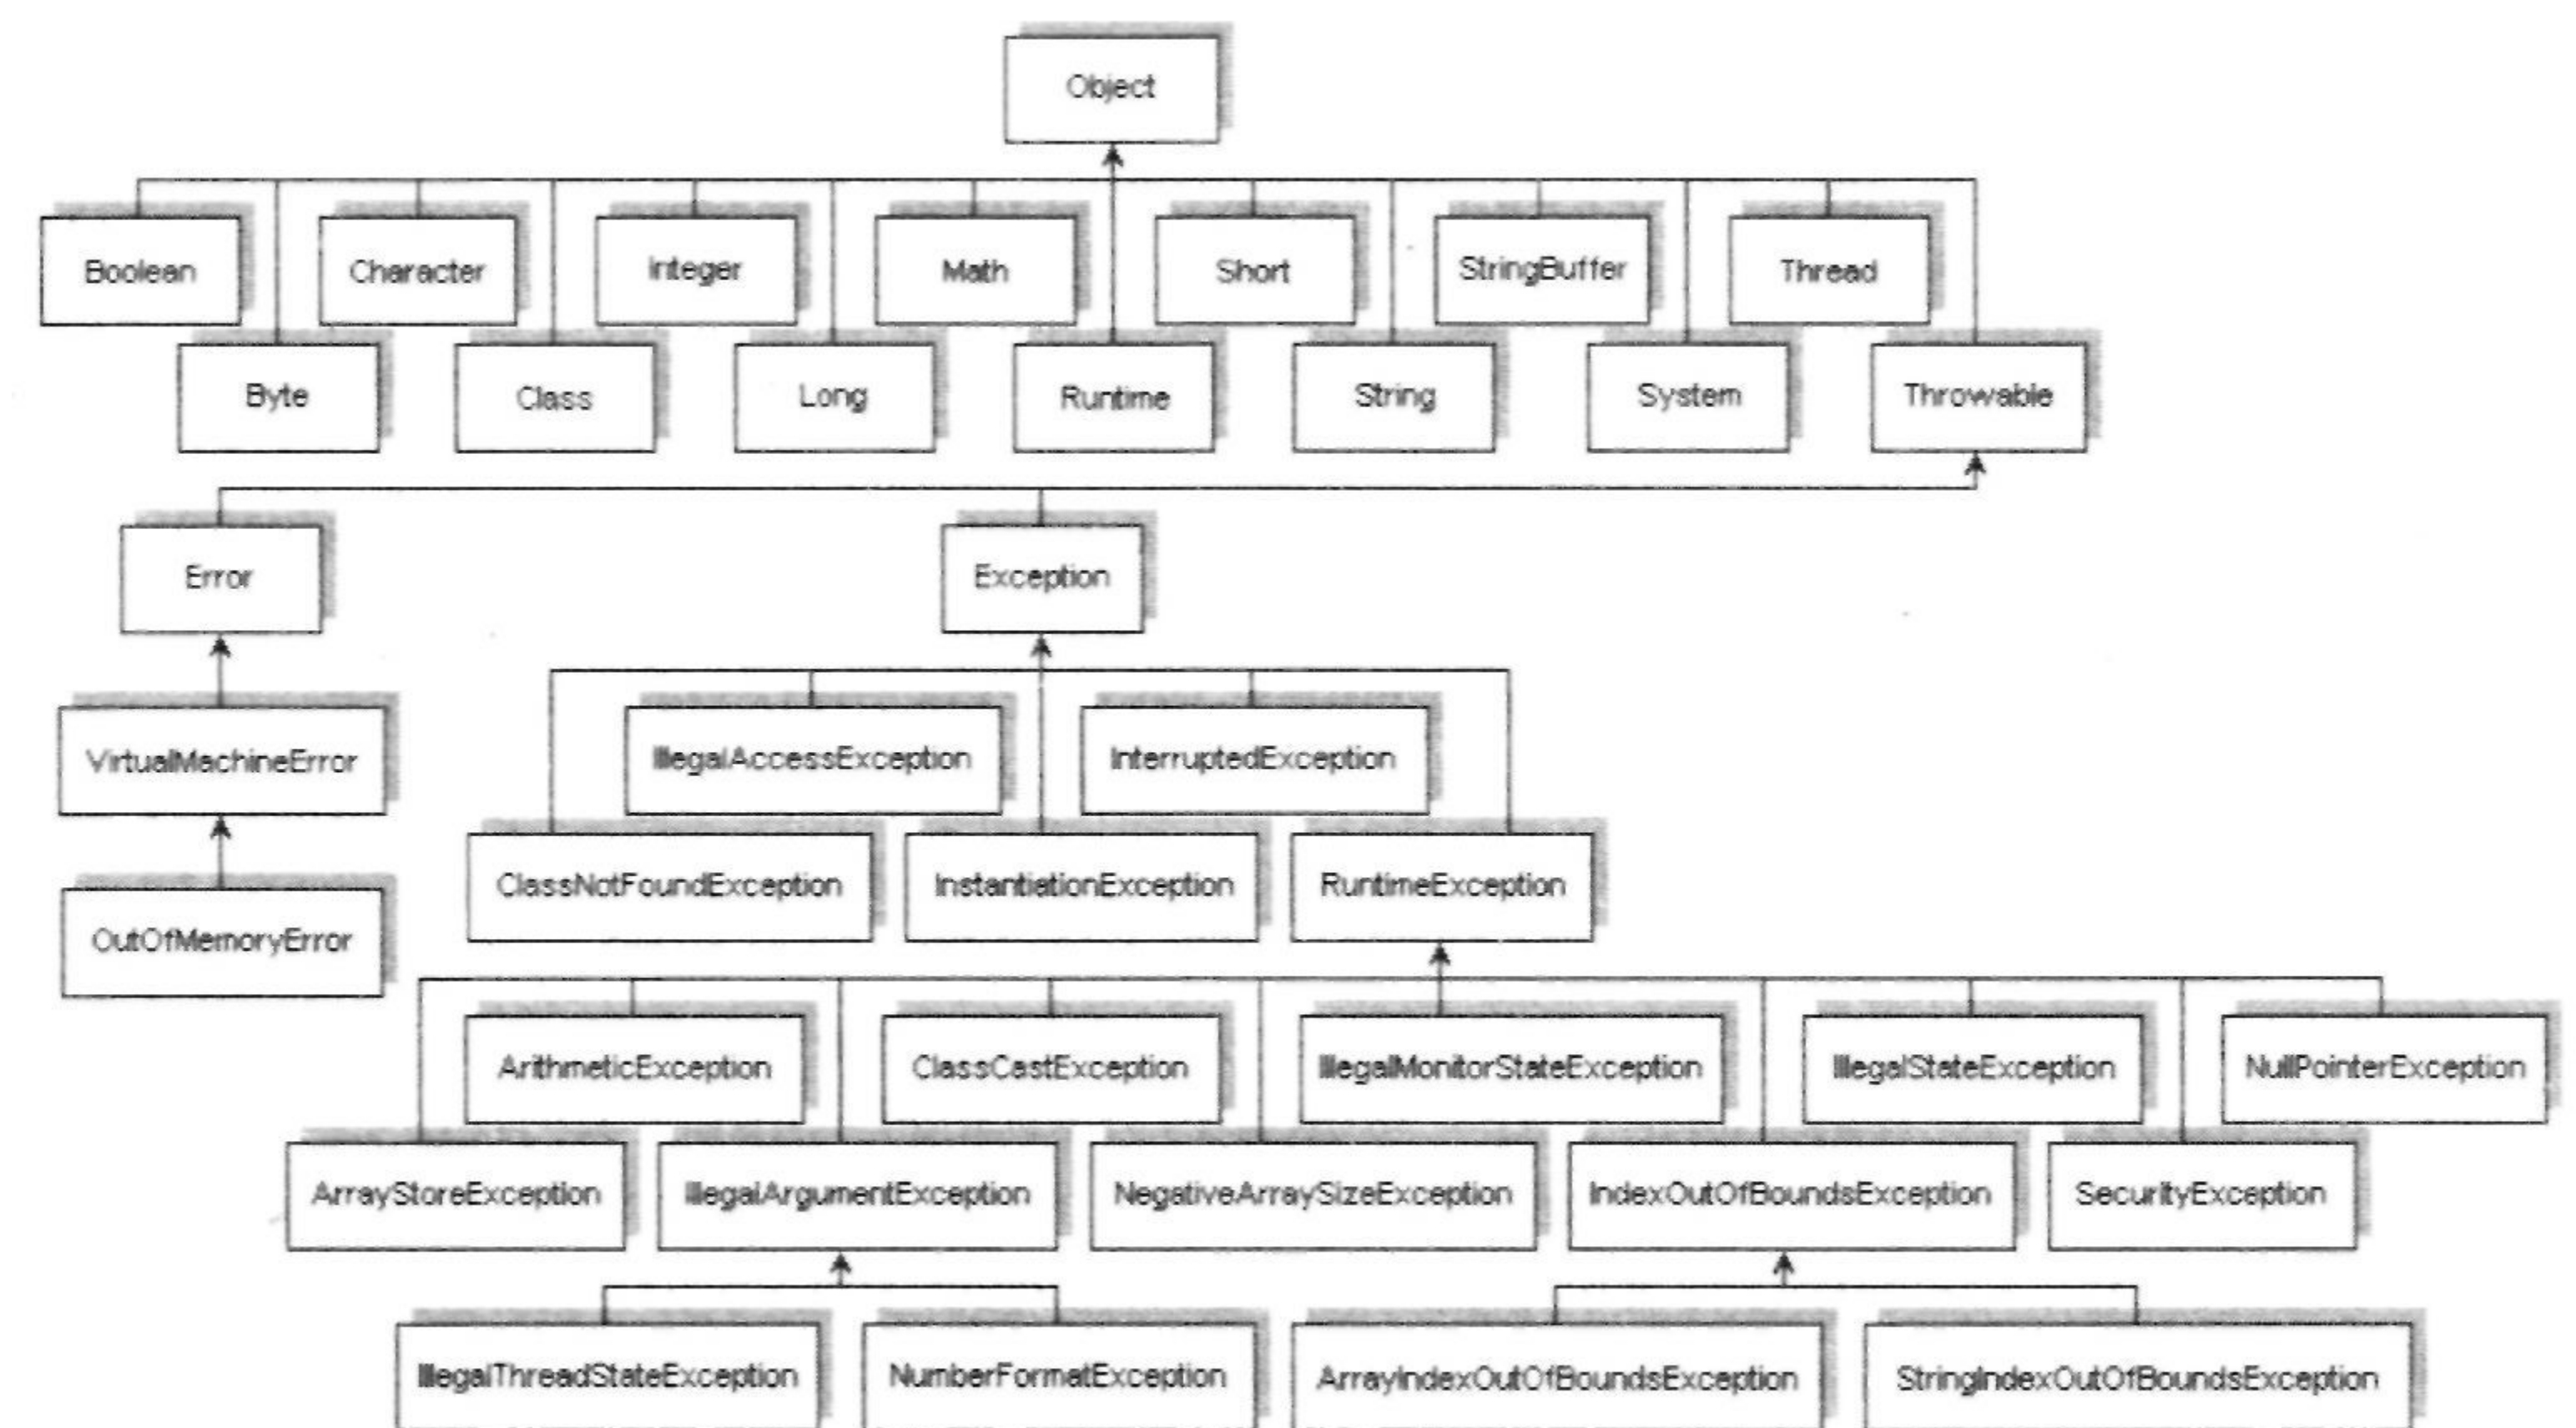 Object
Boolean
Character
Integer
Math
Short
StringBuffer
Thread
Byte
Class
Long
Runtime
String
System
Throwable
Error
Exception
VirtualMachineError
IllegalAccessException
InterruptedException
ClassNotFoundException
InstantiationException
RuntimeException
OutOfMemoryError
ArithmeticException
ClassCastException
IllegalMonitorStateException
IllegalStateException
NullPointerException
ArrayStoreException
IllegalArgumentException
NegativeArraySizeException
IndexOutOfBoundsException
SecurityException
IllegalThreadStateException
NumberFormatException
ArrayIndexOutOfBoundsException
StringIndexOutOfBoundsException